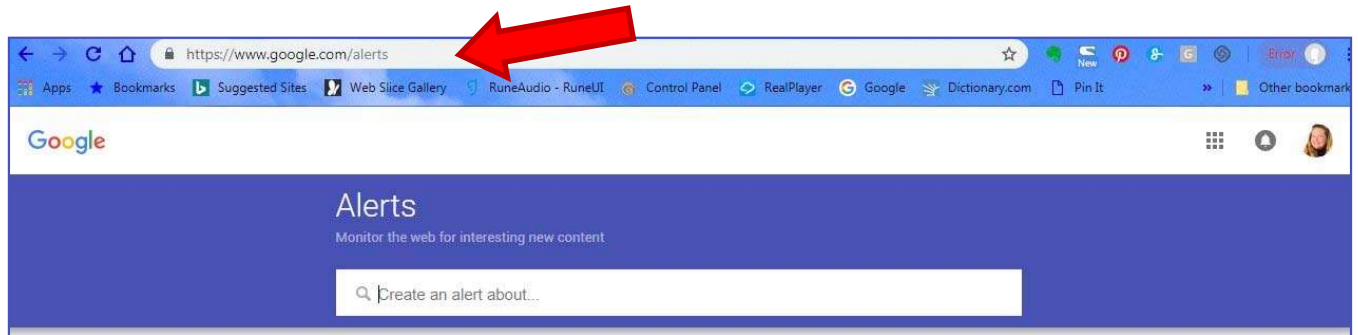 https://www.google.com/alerts New Error
Apps Bookmarks Suggested Sites Web Slice Gallery RuneAudio - RuneUI Control Panel RealPlayer Google Dictionary.com Pin It » Other bookmark
Google
Alerts
Monitor the web for interesting new content
Create an alert about...